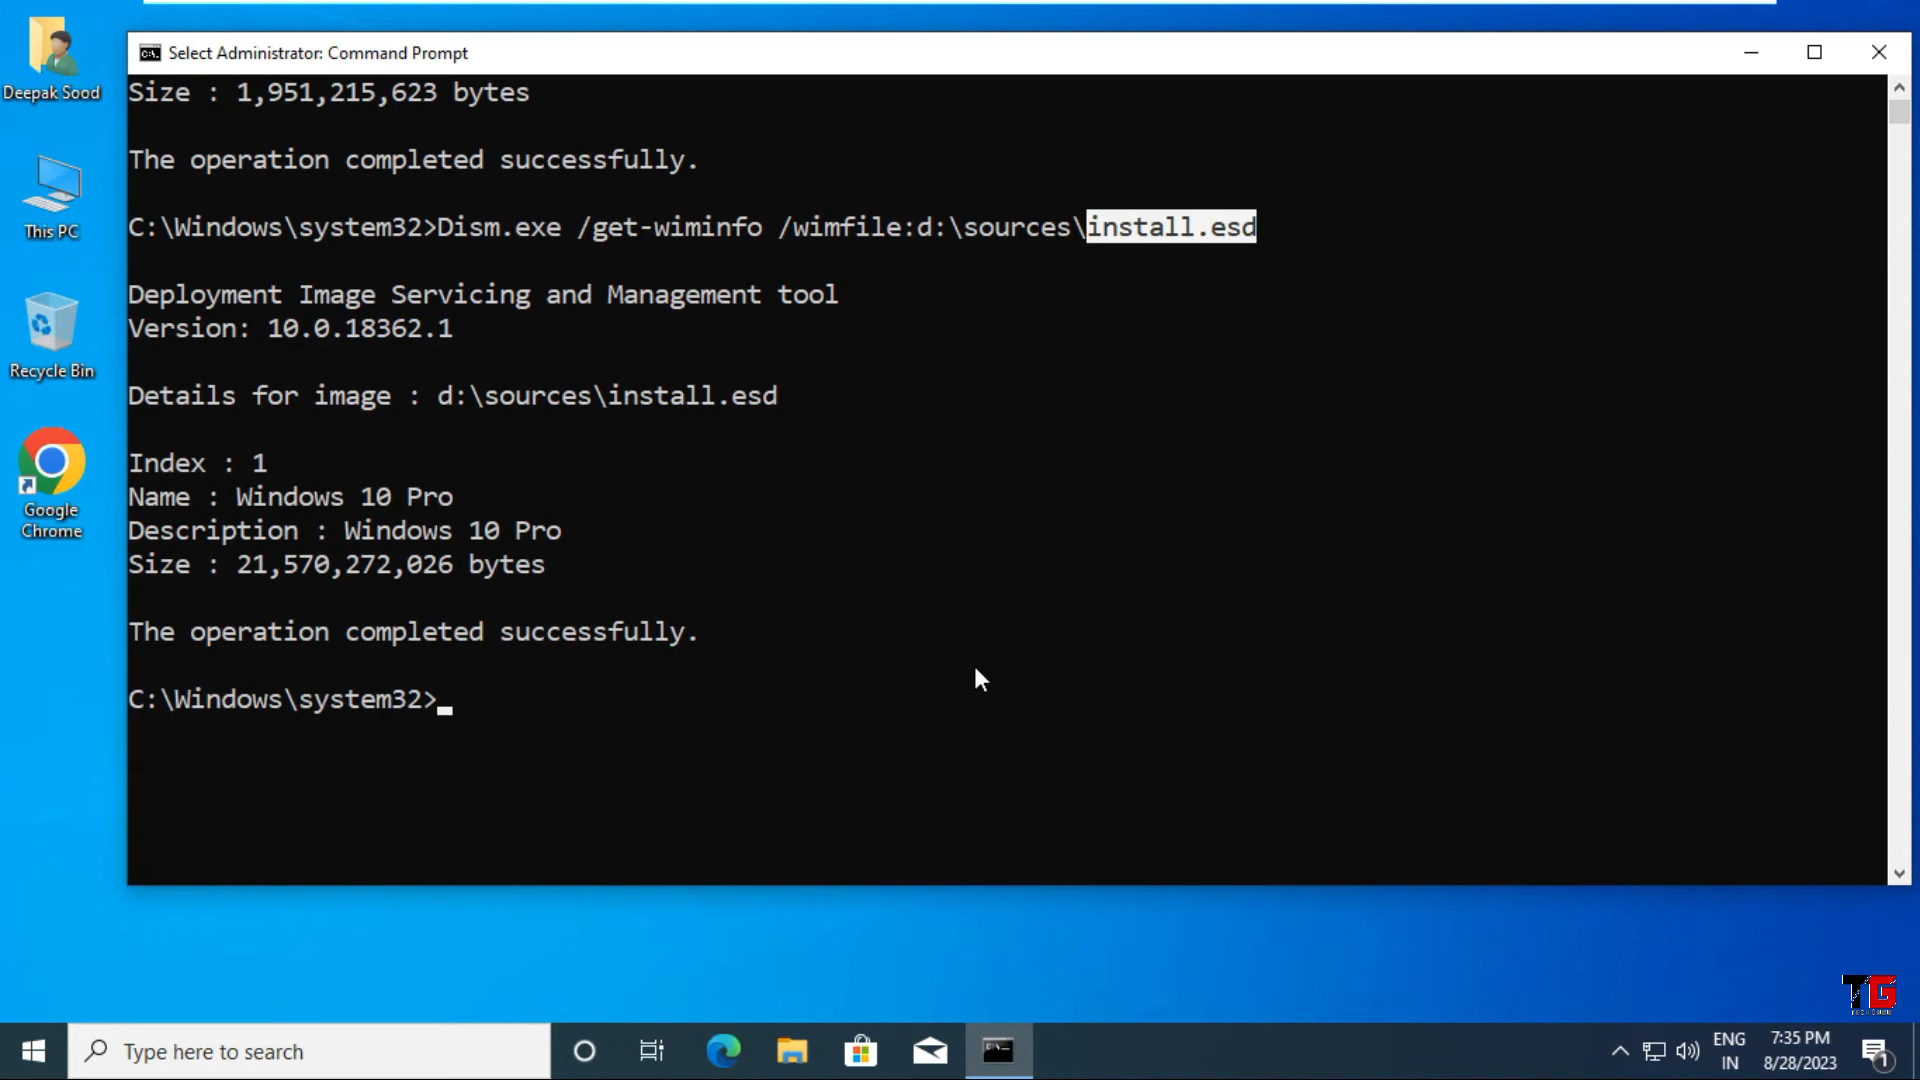 Select Administrator: Command Prompt
Size : 1,951,215,623 bytes
The operation completed successfully.
C:\Windows\system32>Dism.exe /get-wiminfo /wimfile:d:\sources\install.esd
Deployment Image Servicing and Management tool
Version: 10.0.18362.1
Details for image : d:\sources\install.esd
Index : 1
Name : Windows 10 Pro
Description : Windows 10 Pro
Size : 21,570,272,026 bytes
The operation completed successfully.
C:\Windows\system32>
Deepak Sood
This PC
Recycle Bin
Google
Chrome
TG
Type here to search
ENG
IN
7:35 PM
8/28/2023
1